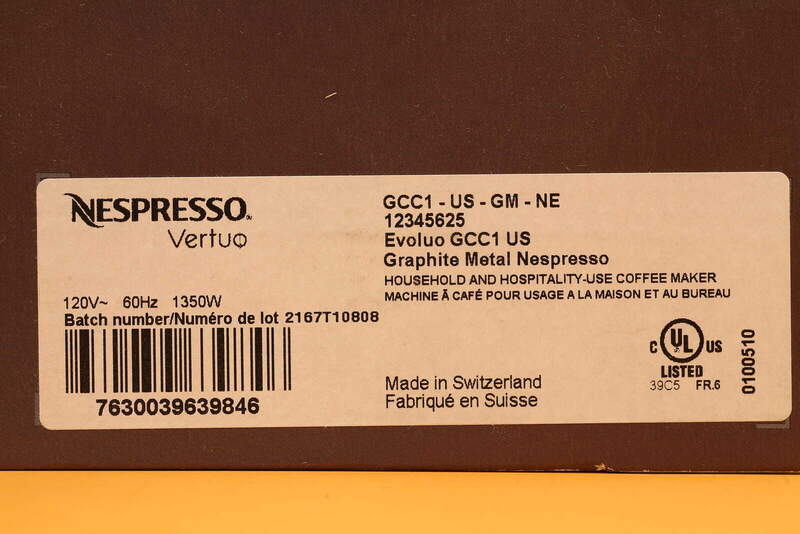 NESPRESSO
Vertuo
120V~ 60Hz 1350W
Batch number/Numéro de lot 2167T10808
7630039639846
GCC1 - US - GM - NE
12345625
Evoluo GCC1 US
Graphite Metal Nespresso
HOUSEHOLD AND HOSPITALITY-USE COFFEE MAKER
MACHINE À CAFÉ POUR USAGE A LA MAISON ET AU BUREAU
Made in Switzerland
Fabriqué en Suisse
C UL US
LISTED
39C5 FR.6
0100510